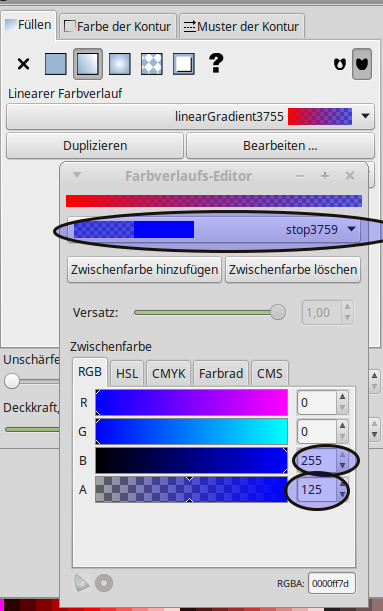 Füllen Farbe der Kontur Muster der Kontur
?
Linearer Farbverlauf
linearGradient3755
Duplizieren Bearbeiten ...
Farbverlaufs-Editor
stop3759
Zwischenfarbe hinzufügen Zwischenfarbe löschen
Versatz: 1,00
Unschärfe
Zwischenfarbe
RGB HSL CMYK Farbrad CMS
Deckkraft,
R 0
G 0
B 255
A 125
RGBA: 0000ff7d